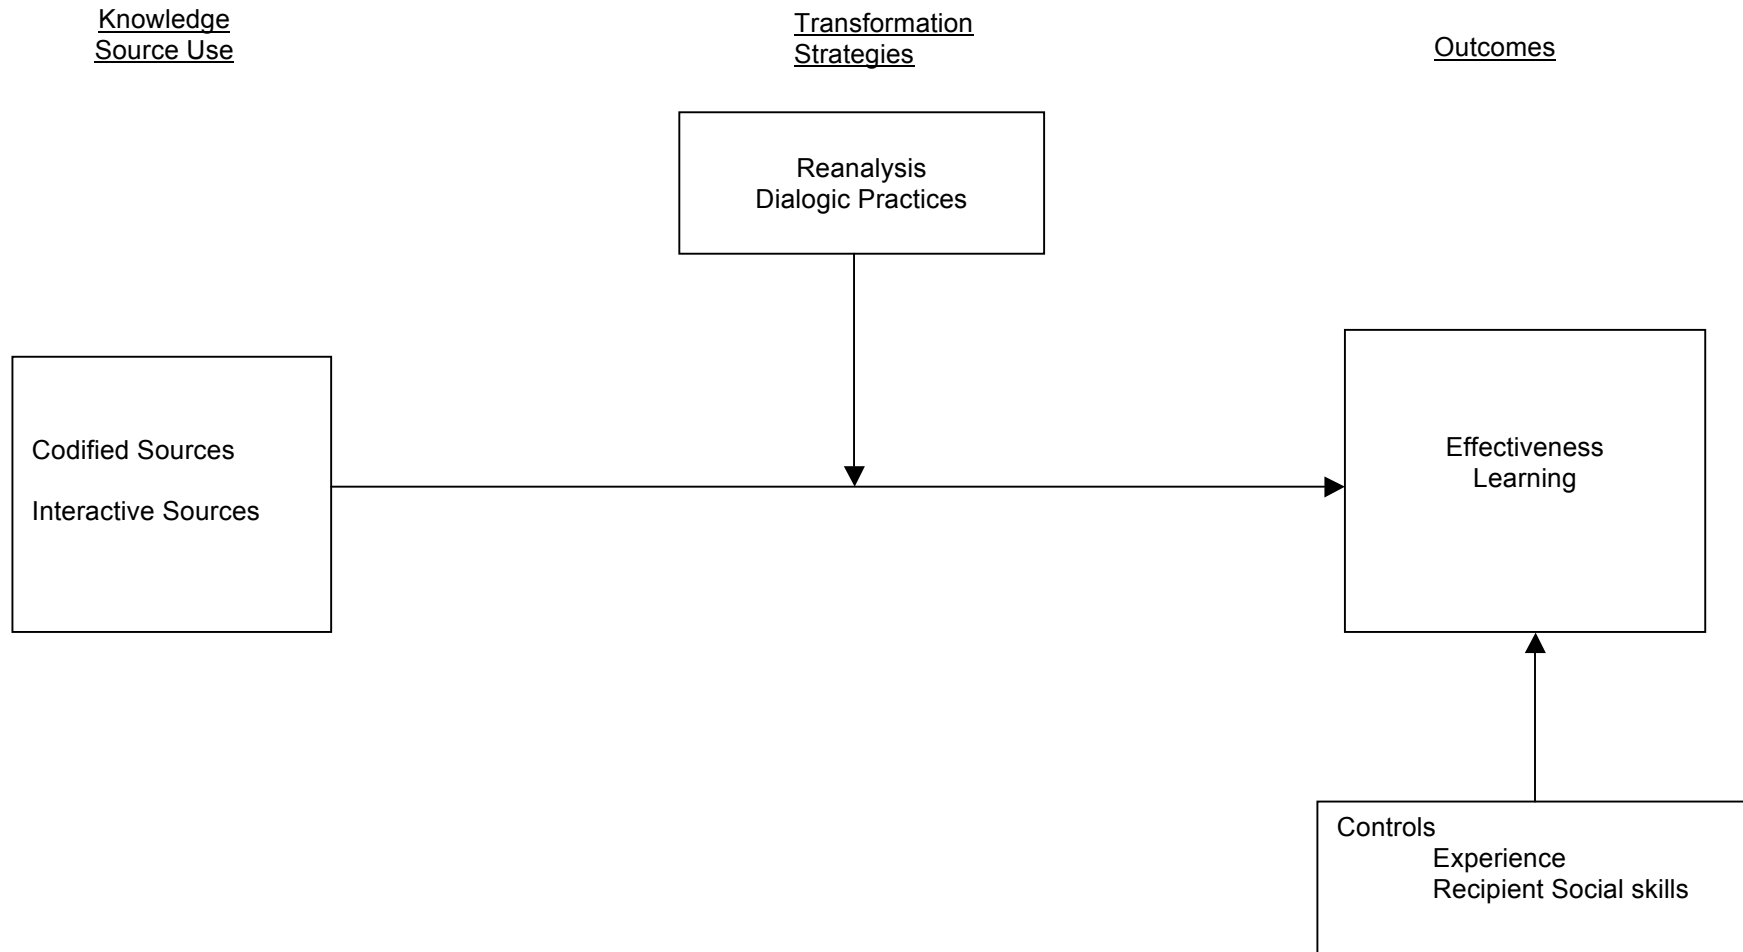 Knowledge
Source Use
Transformation
Strategies
Outcomes
Reanalysis
Dialogic Practices
Codified Sources
Interactive Sources
Effectiveness
Learning
Controls
Experience
Recipient Social skills